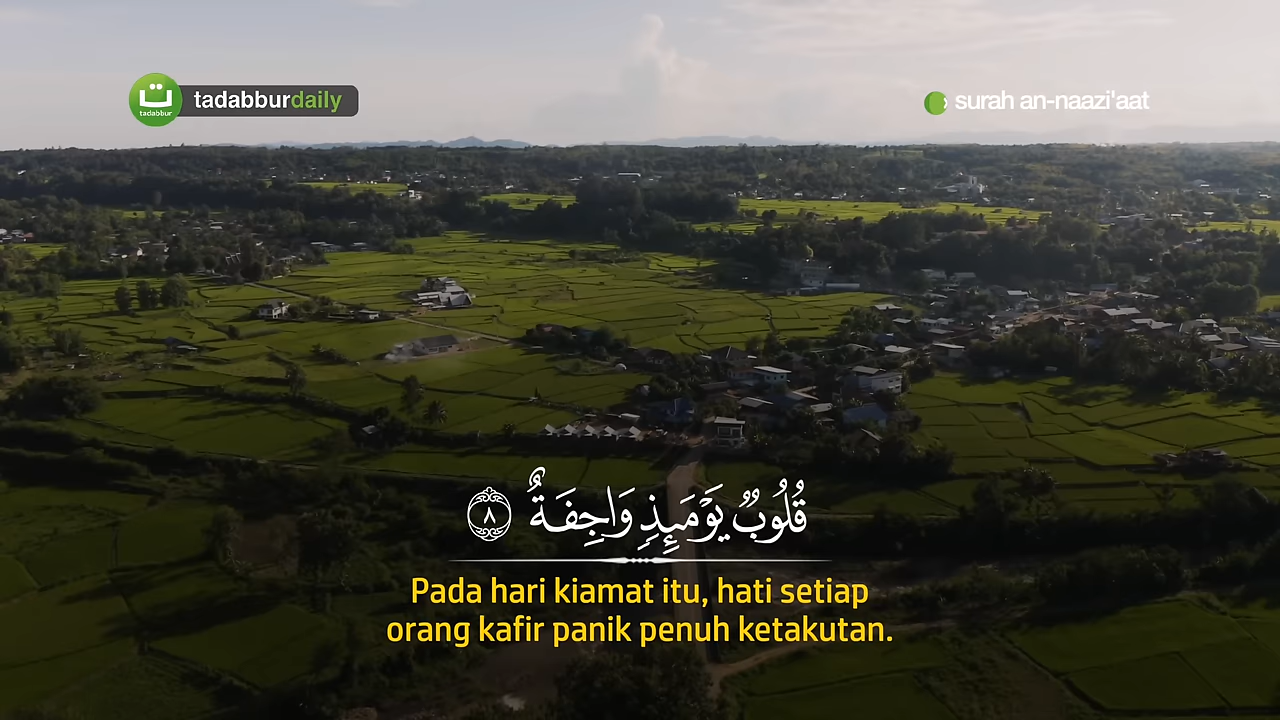 ت tadabburdaily
tadabbur
surah an-naazi'aat
قُلُوبٌ يَوْمَئِذٍ وَاجِفَةٌ ٨
Pada hari kiamat itu, hati setiap
orang kafir panik penuh ketakutan.